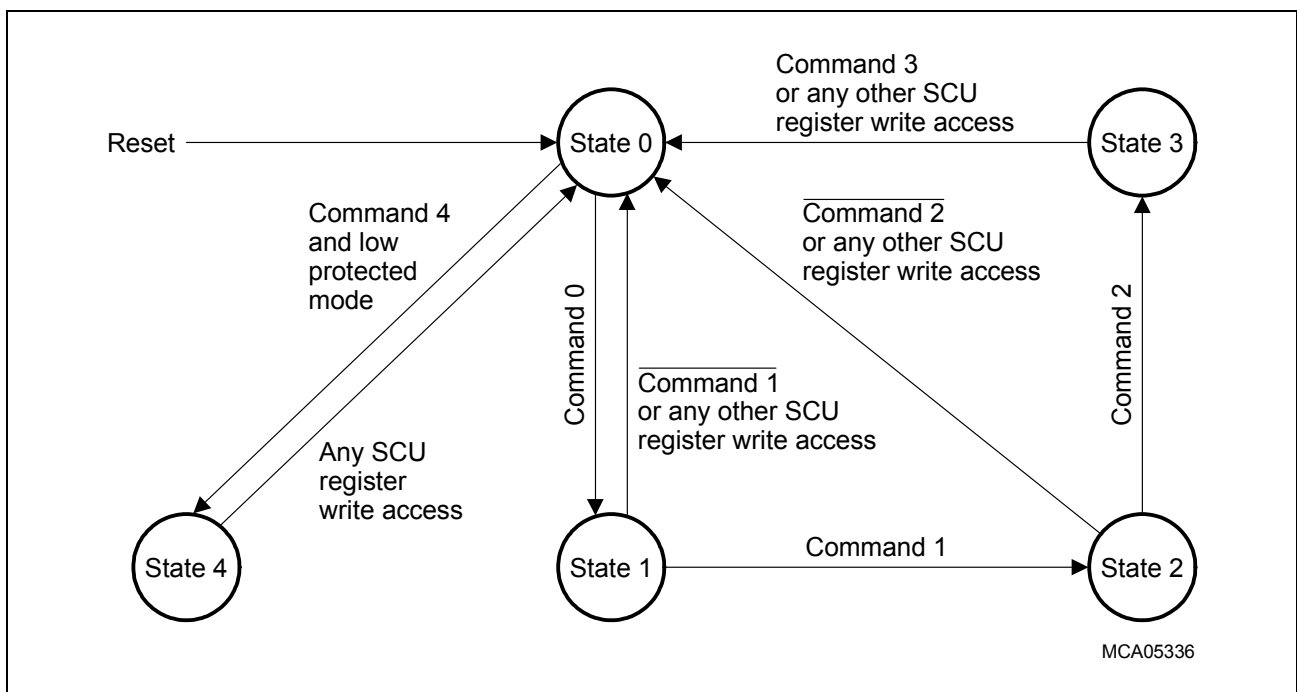 Command 3
or any other SCU
register write access
Reset
State 0
State 3
Command 4
and low
protected
mode
Command 2
or any other SCU
register write access
Command 0
Command 2
Command 1
or any other SCU
register write access
Any SCU
register
write access
State 4
State 1
Command 1
State 2
MCA05336